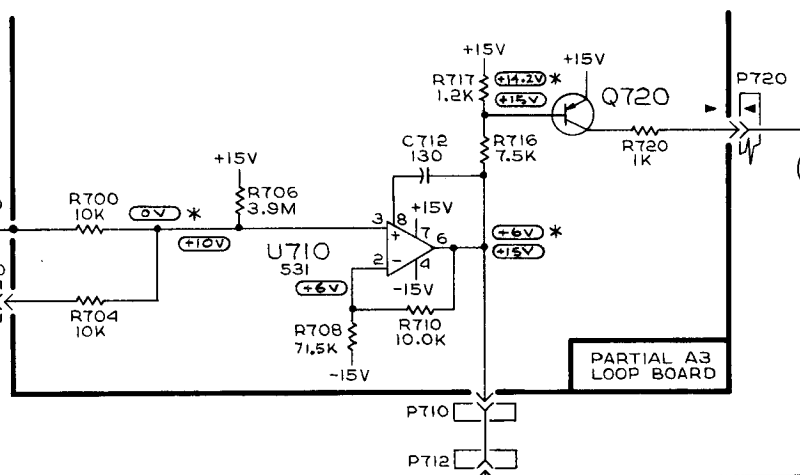 +15V
R717
1.2K
+14.2V *
+15V
+15V
Q720
P720
R716
7.5K
R720
1K
C712
130
+15V
R706
3.9M
R700
10K
0V *
+10V
U710
531
3
8
+15V
7
+
6
2
-
4
-15V
+6V *
+15V
+6V
R704
10K
R708
71.5K
-15V
R710
10.0K
PARTIAL A3
LOOP BOARD
P710
P712